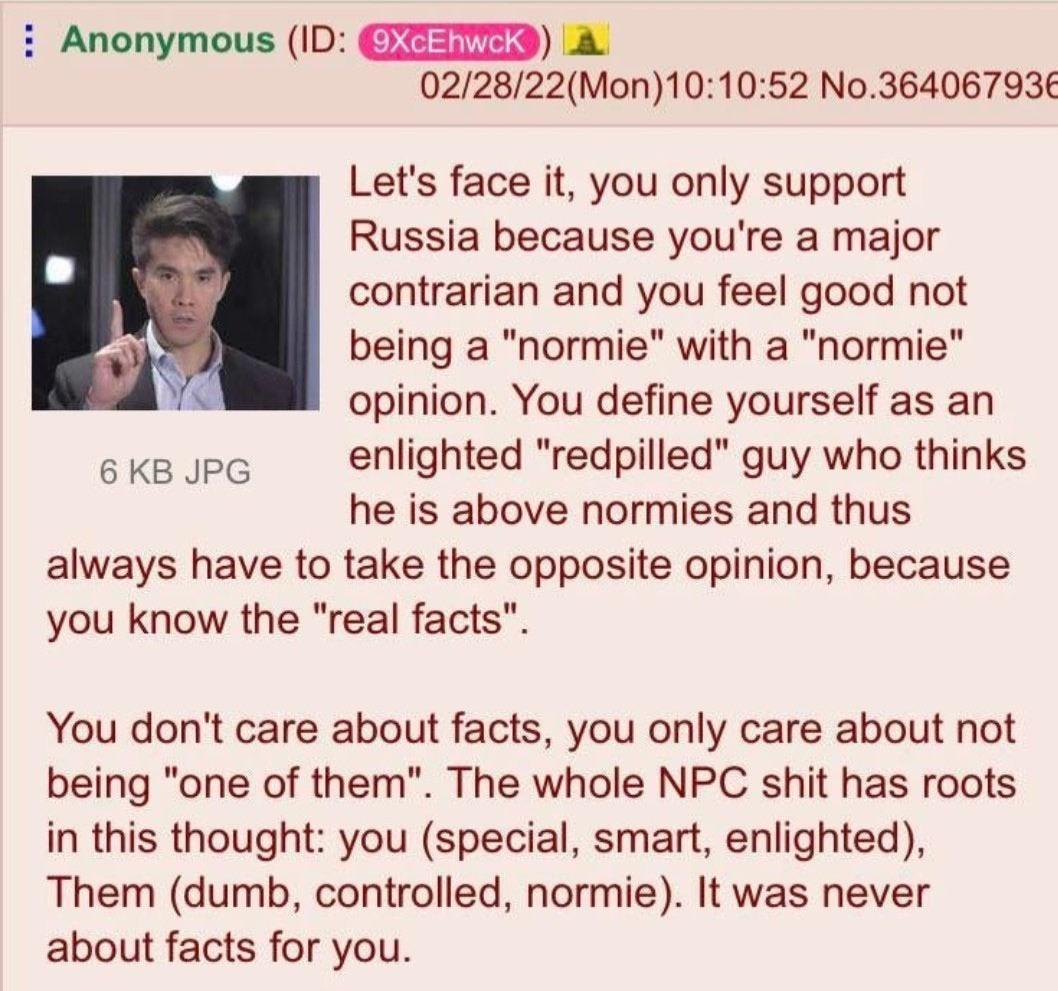 Anonymous (ID: 9XcEhwcK)
02/28/22(Mon)10:10:52 No.364067936
Let's face it, you only support
Russia because you're a major
contrarian and you feel good not
being a "normie" with a "normie"
opinion. You define yourself as an
enlighted "redpilled" guy who thinks
he is above normies and thus
6 KB JPG
always have to take the opposite opinion, because
you know the "real facts".
You don't care about facts, you only care about not
being "one of them". The whole NPC shit has roots
in this thought: you (special, smart, enlighted),
Them (dumb, controlled, normie). It was never
about facts for you.